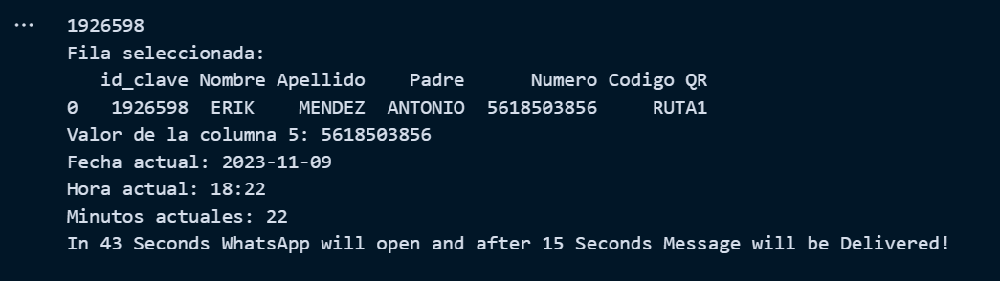 ...
1926598
Fila seleccionada:
id_clave Nombre Apellido Padre Numero Codigo QR
0 1926598 ERIK MENDEZ ANTONIO 5618503856 RUTA1
Valor de la columna 5: 5618503856
Fecha actual: 2023-11-09
Hora actual: 18:22
Minutos actuales: 22
In 43 Seconds WhatsApp will open and after 15 Seconds Message will be Delivered!